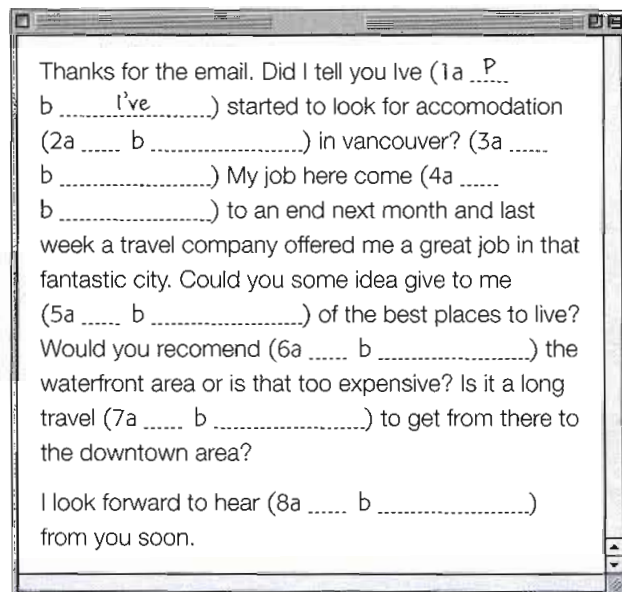 Thanks for the email. Did I tell you Ive (1a P
b I've ) started to look for accomodation
(2a ...... b ......................) in vancouver? (3a ......
b ......................) My job here come (4a ......
b ......................) to an end next month and last
week a travel company offered me a great job in that
fantastic city. Could you some idea give to me
(5a ...... b ......................) of the best places to live?
Would you recomend (6a ...... b ......................) the
waterfront area or is that too expensive? Is it a long
travel (7a ...... b ......................) to get from there to
the downtown area?
I look forward to hear (8a ...... b ......................)
from you soon.